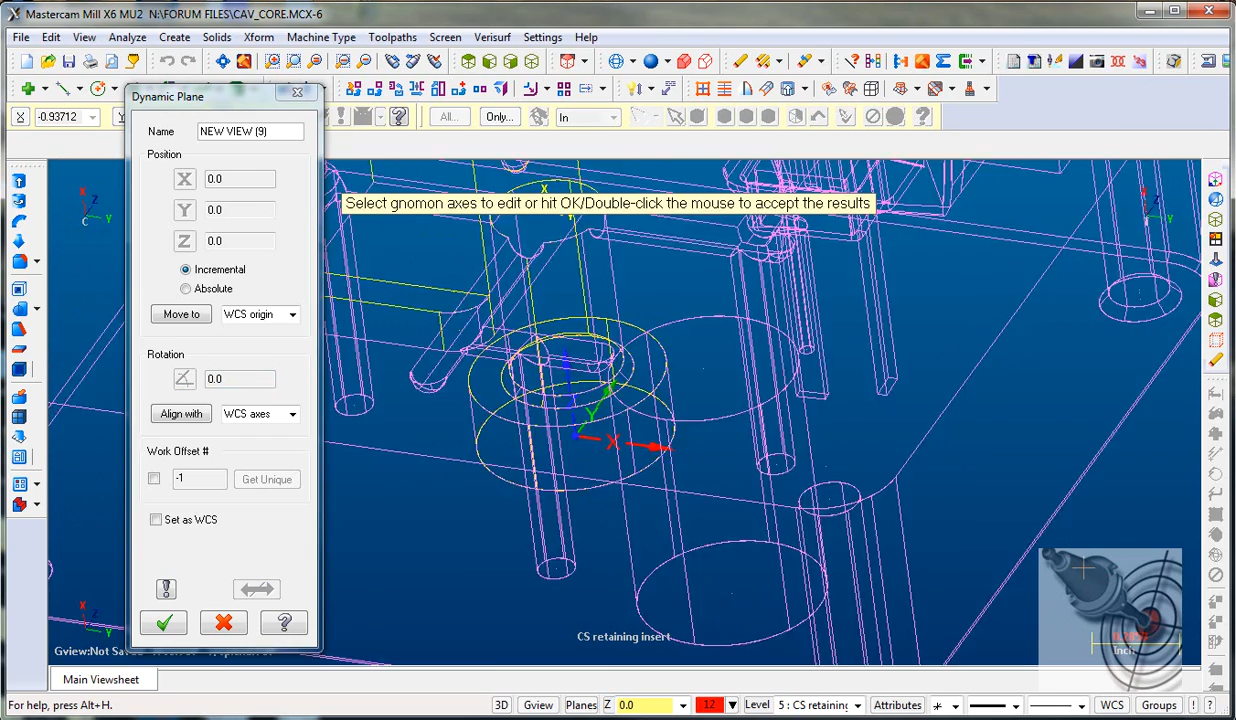 Mastercam Mill X6 MU2  N:\FORUM FILES\CAV_CORE.MCX-6
File Edit View Analyze Create Solids Xform Machine Type Toolpaths Screen Verisurf Settings Help
Dynamic Plane
X -0.93712 Y All... Only... In
Name NEW VIEW (9)
Position
X 0.0
Select gnomon axes to edit or hit OK/Double-click the mouse to accept the results
Y 0.0
Z 0.0
Incremental
Absolute
Move to WCS origin
Rotation
0.0
Align with WCS axes
X Y
Work Offset #
-1 Get Unique
Set as WCS
CS retaining insert
Gview:Not Saved
Inch
Main Viewsheet
For help, press Alt+H. 3D Gview Planes Z 0.0 12 Level 5 : CS retaining Attributes WCS Groups ! ?